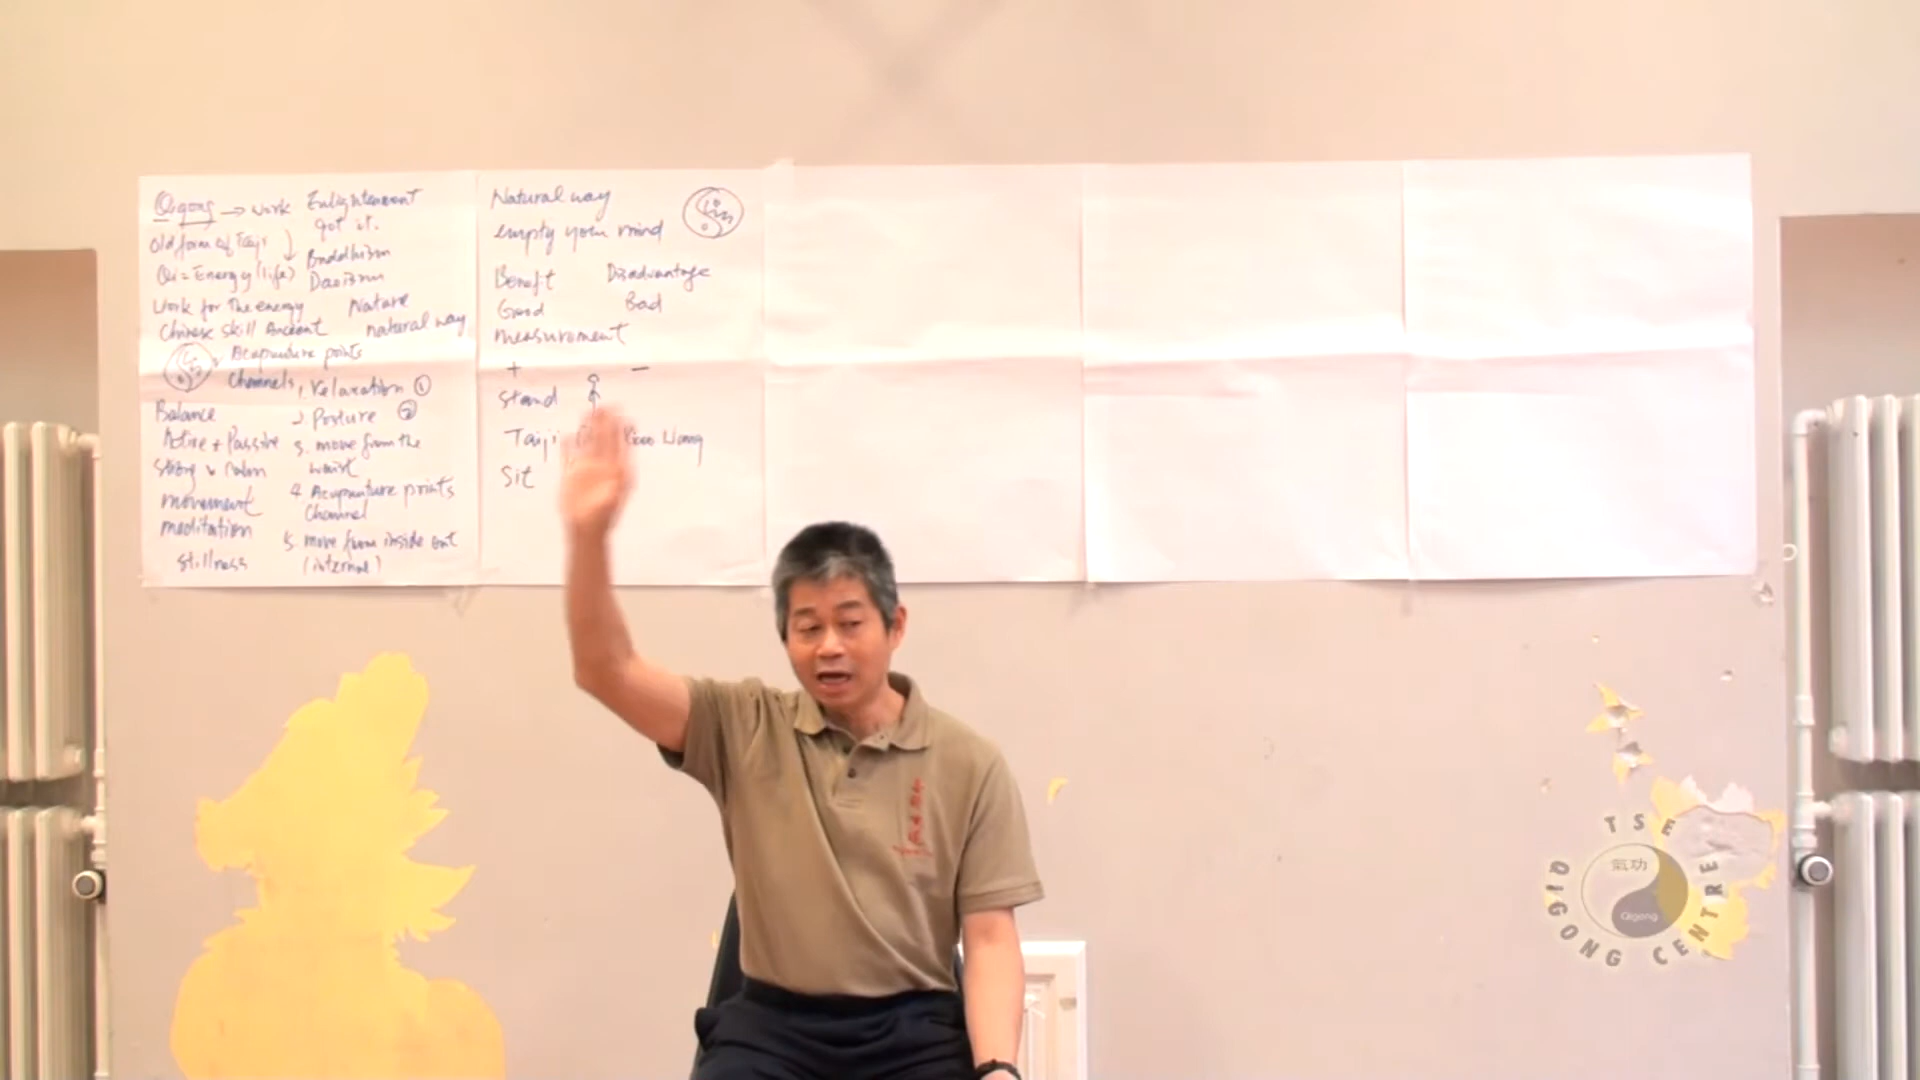 Qigong → work
Old form of Taiji
Qi = Energy (life)
Work for the energy
Chinese skill Ancient
Enlightenment
got it.
Buddhism
Daoism
Nature
natural way
Acupuncture points
Channels
Balance
Active + Passive
strong
movement
meditation
stillness
1. Relaxation ①
2. Posture ②
3. move from the
waist
4. Acupuncture points
Channel
5. move from inside out
(internal)
Natural way
empty your mind
Benefit Disadvantage
Good Bad
measurement
+ −
Stand
Taiji
Sit
TSE
QIGONG CENTRE
氣功
Qigong